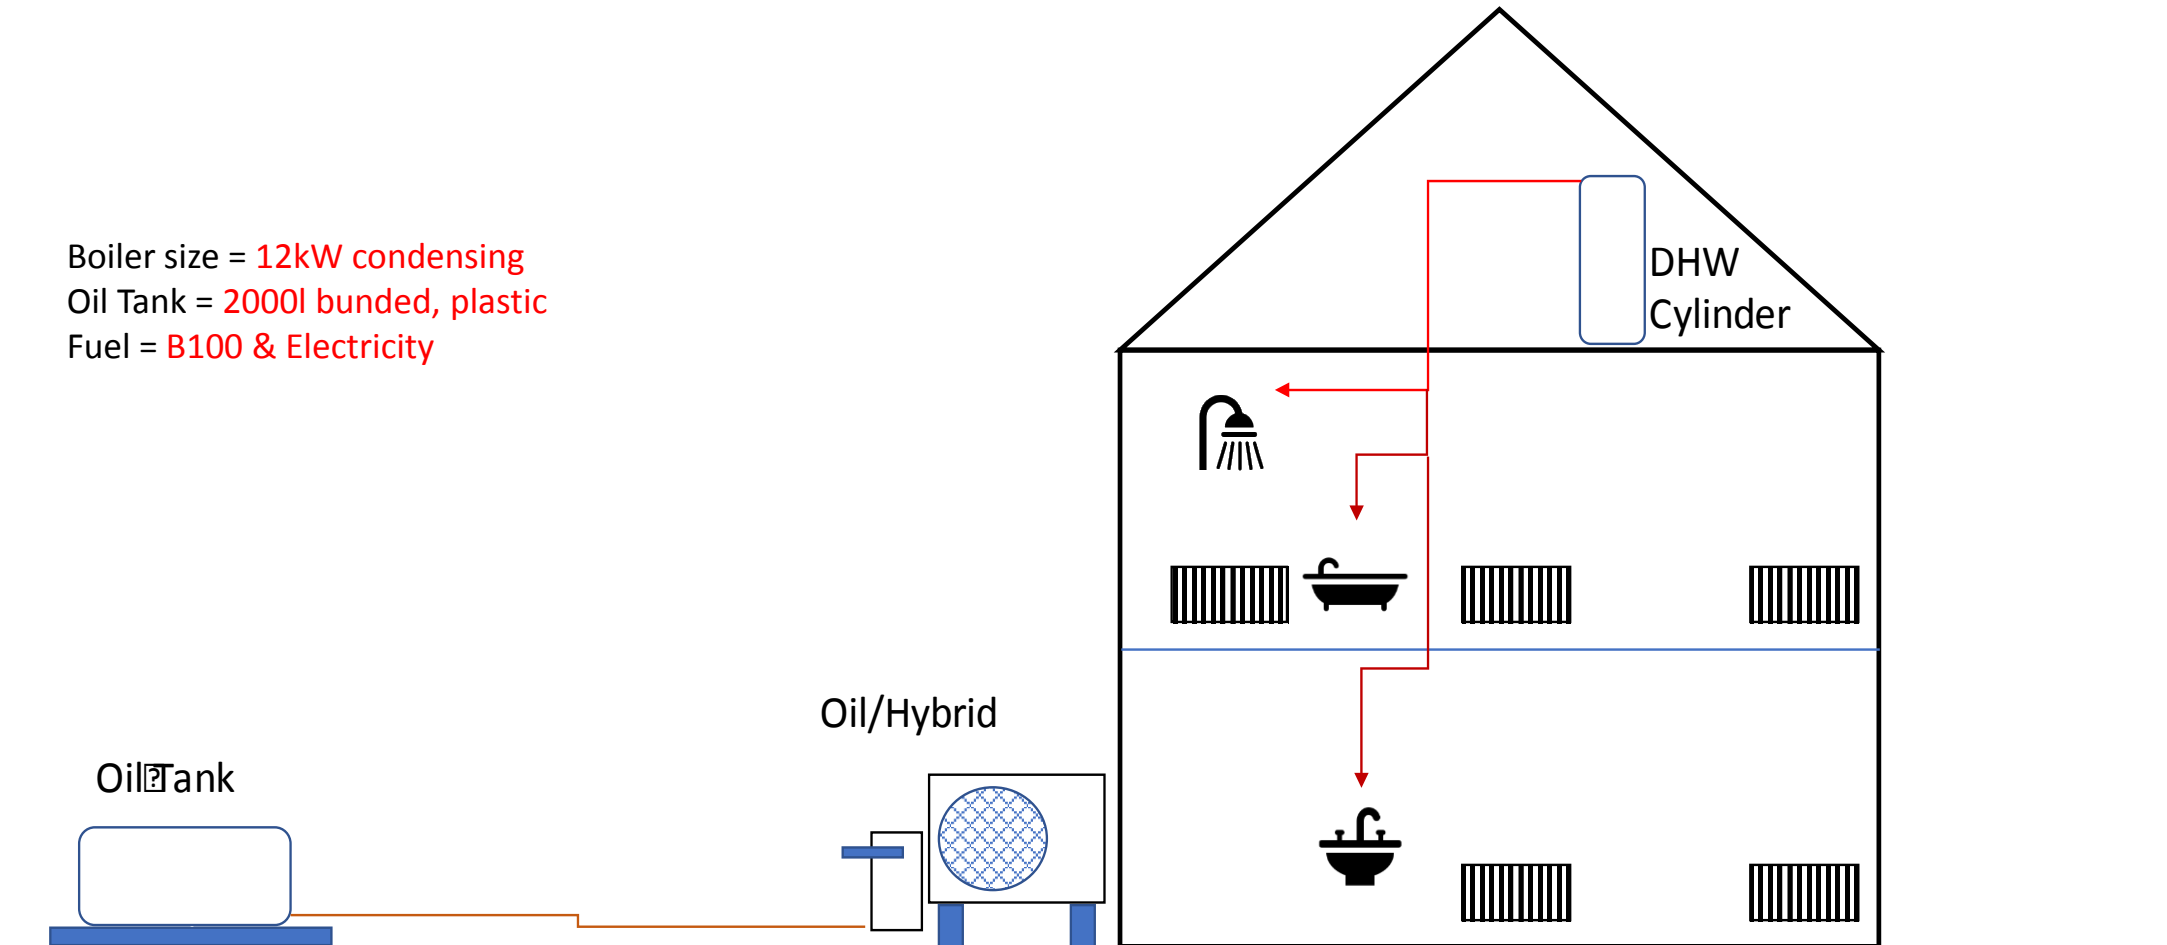 Boiler size = 12kW condensing
Oil Tank = 2000l bunded, plastic
Fuel = B100 & Electricity
DHW
Cylinder
Oil/Hybrid
Oil Tank